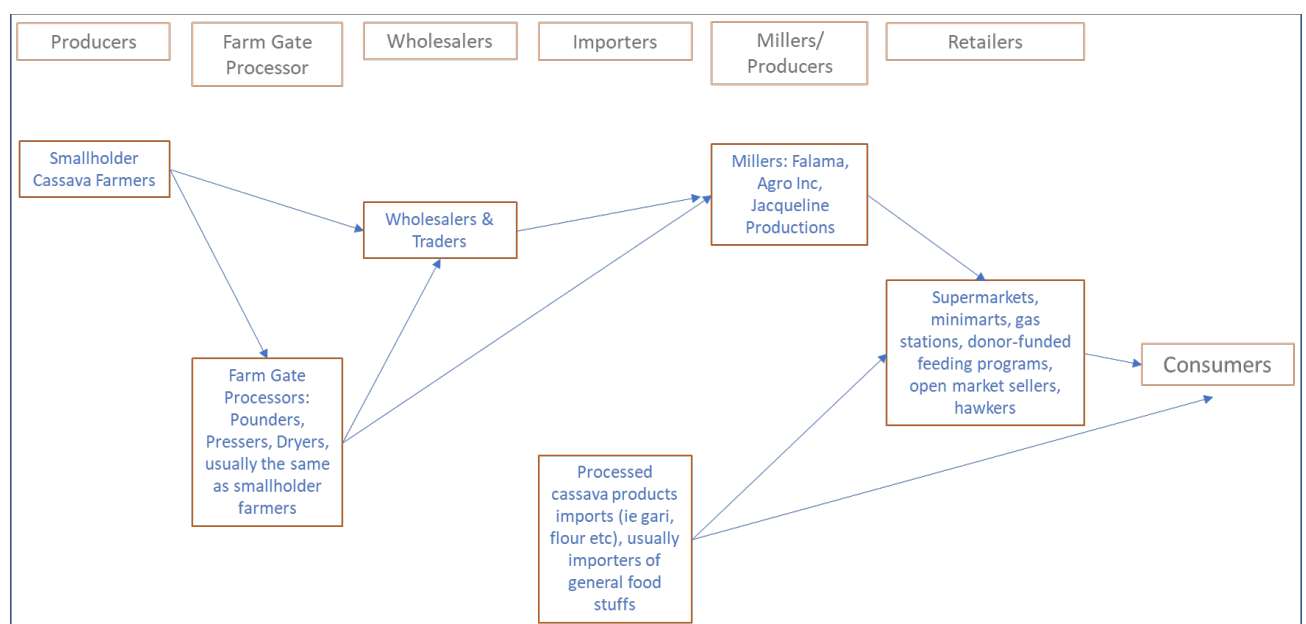 Producers
Farm Gate
Processor
Wholesalers
Importers
Millers/
Producers
Retailers
Smallholder
Cassava Farmers
Wholesalers &
Traders
Millers: Falama,
Agro Inc,
Jacqueline
Productions
Farm Gate
Processors:
Pounders,
Pressers, Dryers,
usually the same
as smallholder
farmers
Supermarkets,
minimarts, gas
stations, donor-funded
feeding programs,
open market sellers,
hawkers
Consumers
Processed
cassava products
imports (ie gari,
flour etc), usually
importers of
general food
stuffs